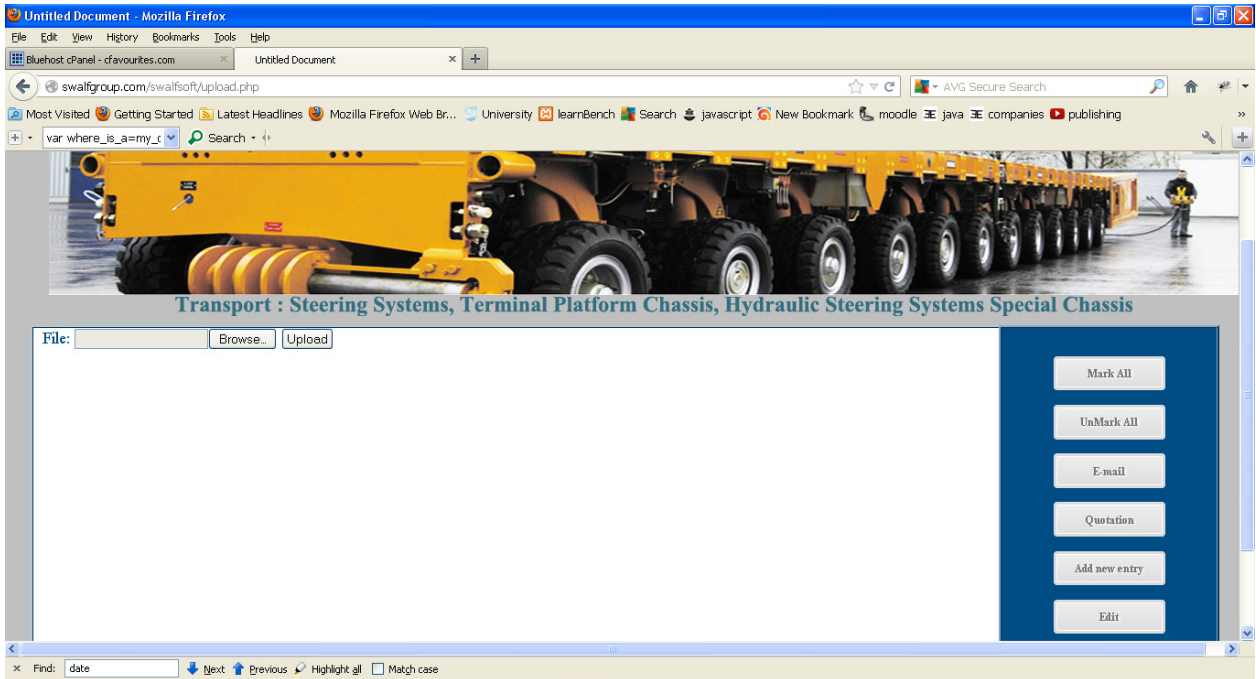 Untitled Document - Mozilla Firefox
File Edit View History Bookmarks Tools Help
Bluehost cPanel - cfavourites.com × Untitled Document × +
swalfgroup.com/swalfsoft/upload.php AVG Secure Search
Most Visited Getting Started Latest Headlines Mozilla Firefox Web Br... University learnBench Search javascript New Bookmark moodle java companies publishing »
var where_is_a=my_c Search
Transport : Steering Systems, Terminal Platform Chassis, Hydraulic Steering Systems Special Chassis
File: Browse... Upload
Mark All
UnMark All
E-mail
Quotation
Add new entry
Edit
× Find: date Next Previous Highlight all Match case